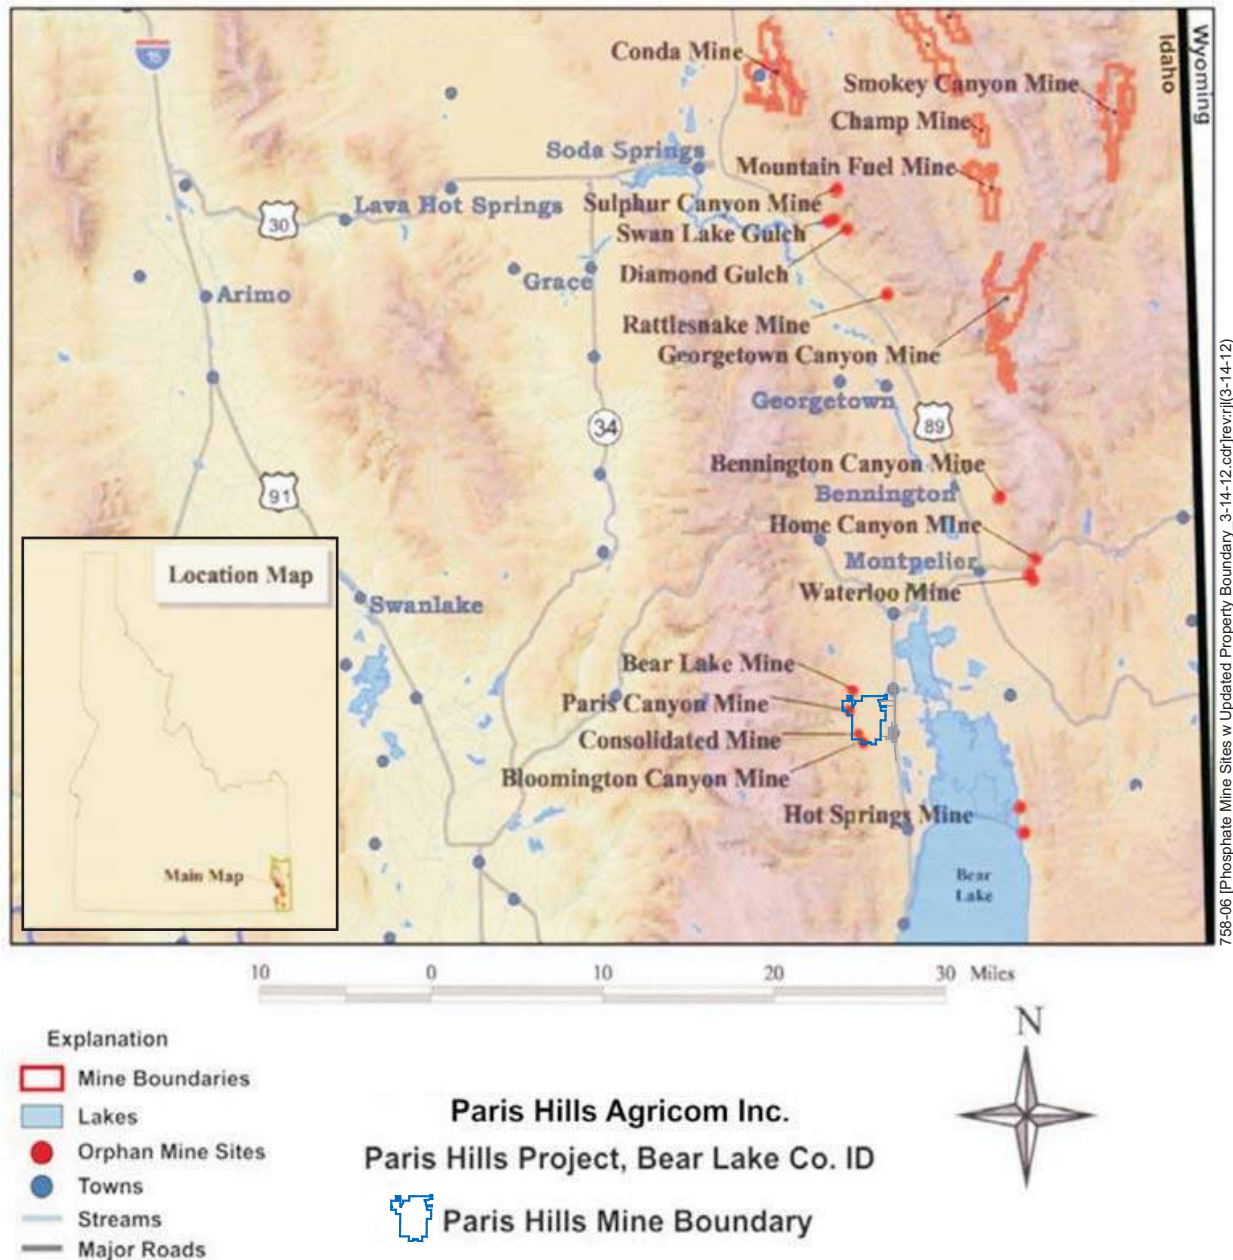 15
Conda Mine
Smokey Canyon Mine
Idaho
Wyoming
Champ Mine
Soda Springs
Mountain Fuel Mine
Lava Hot Springs
Sulphur Canyon Mine
30
Swan Lake Gulch
Diamond Gulch
Grace
Arimo
Rattlesnake Mine
Georgetown Canyon Mine
Georgetown
34
89
Bennington Canyon Mine
Bennington
91
Home Canyon MIne
Montpelier
Waterloo Mine
Location Map
Swanlake
Bear Lake Mine
Paris Canyon Mine
Consolidated Mine
Bloomington Canyon Mine
Hot Springs Mine
Main Map
Bear
Lake
758-06 [Phosphate Mine Sites w Updated Property Boundary_3-14-12.cdr]rev:rjl(3-14-12)
10 0 10 20 30 Miles
N
Explanation
Mine Boundaries
Lakes
Orphan Mine Sites
Towns
Streams
Major Roads
Paris Hills Agricom Inc.
Paris Hills Project, Bear Lake Co. ID
Paris Hills Mine Boundary